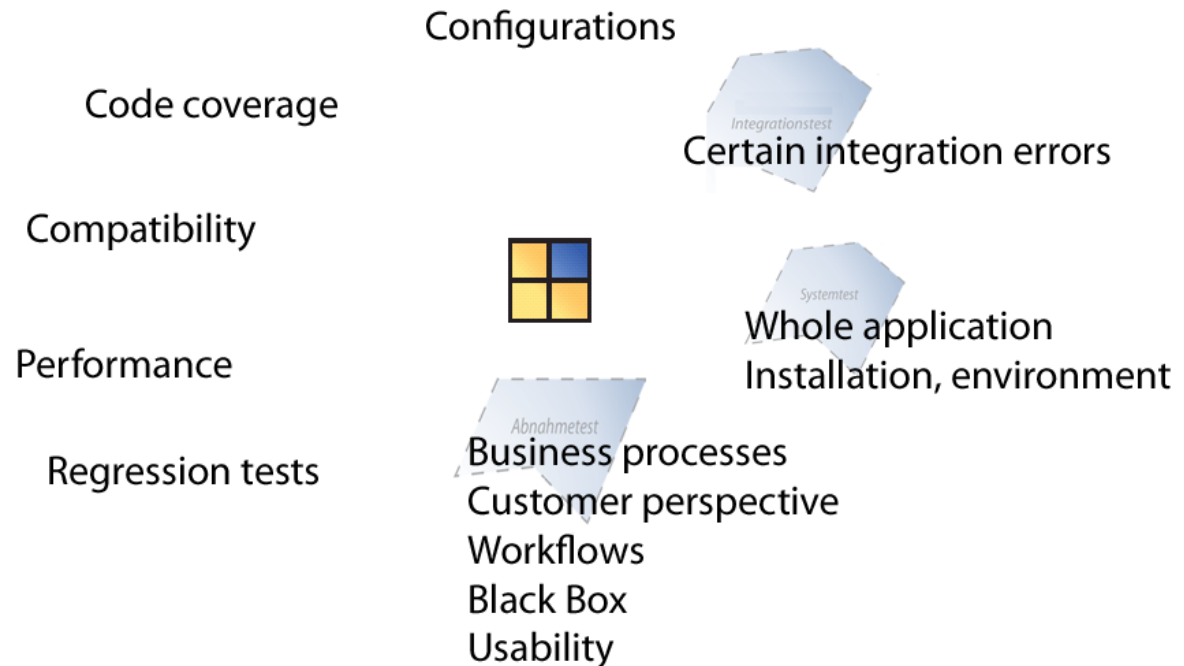 Configurations
Code coverage
Integrationstest
Certain integration errors
Compatibility
Systemtest
Whole application
Installation, environment
Performance
Abnahmetest
Business processes
Regression tests
Customer perspective
Workflows
Black Box
Usability